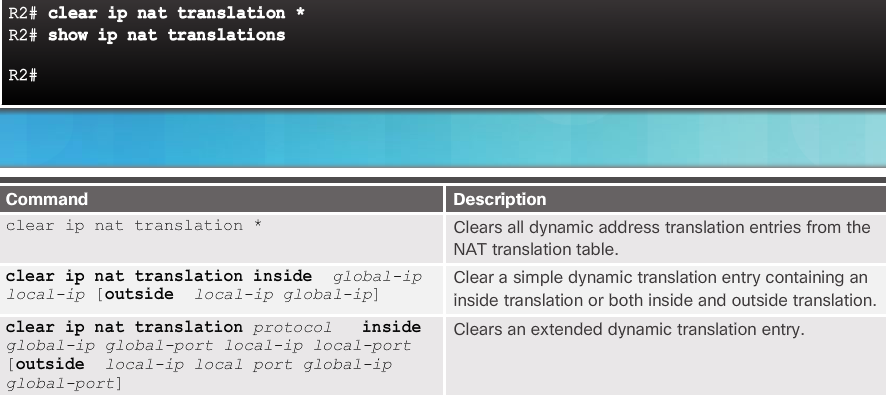 R2# clear ip nat translation *
R2# show ip nat translations
R2#
Command Description
clear ip nat translation * Clears all dynamic address translation entries from the
NAT translation table.
clear ip nat translation inside global-ip
local-ip [outside local-ip global-ip]
Clear a simple dynamic translation entry containing an
inside translation or both inside and outside translation.
clear ip nat translation protocol inside
global-ip global-port local-ip local-port
[outside local-ip local port global-ip
global-port]
Clears an extended dynamic translation entry.